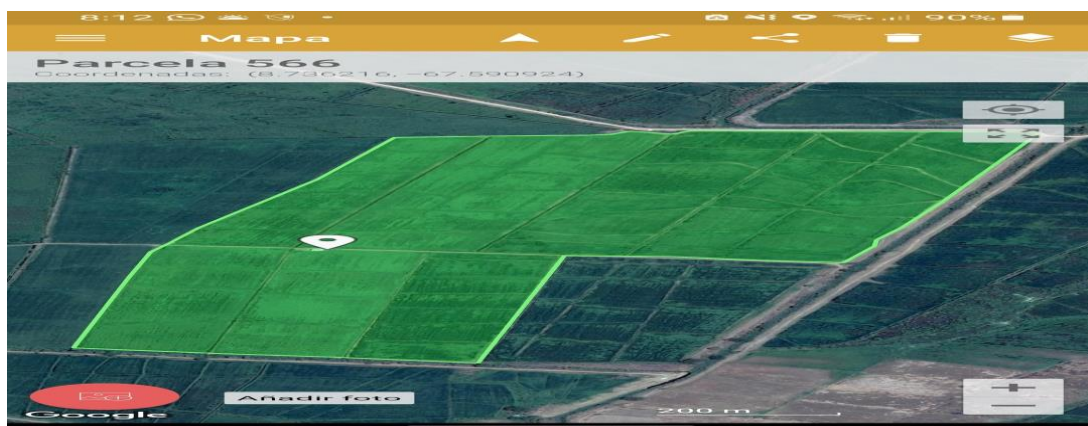 8:12 90%
Mapa
Parcela 566
Coordenadas: (8.736216, -67.590924)
Añadir foto
200 m
Google